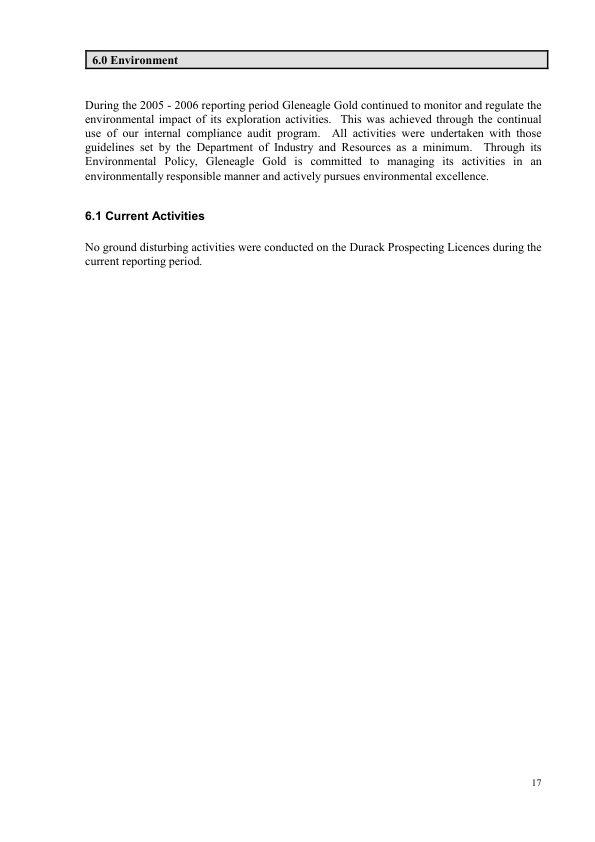 6.0 Environment
During the 2005 - 2006 reporting period Gleneagle Gold continued to monitor and regulate the
environmental impact of its exploration activities.  This was achieved through the continual
use of our internal compliance audit program.  All activities were undertaken with those
guidelines set by the Department of Industry and Resources as a minimum.  Through its
Environmental Policy, Gleneagle Gold is committed to managing its activities in an
environmentally responsible manner and actively pursues environmental excellence.
6.1 Current Activities
No ground disturbing activities were conducted on the Durack Prospecting Licences during the
current reporting period.
17